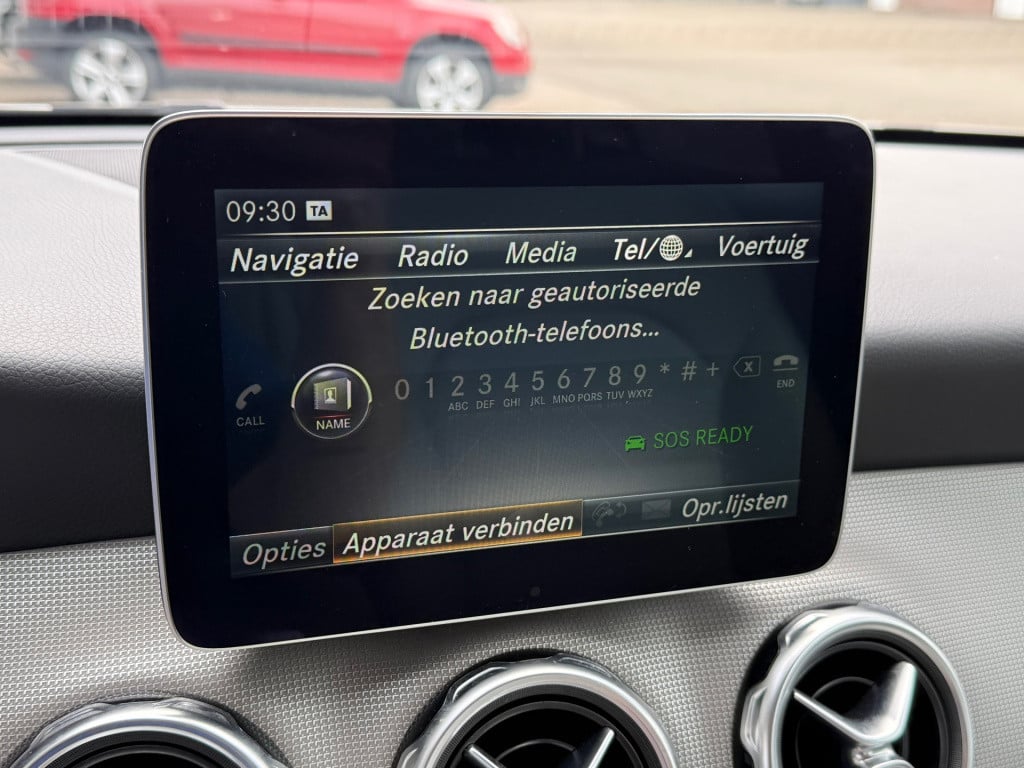 09:30 TA
Navigatie Radio Media Tel/ Voertuig
Zoeken naar geautoriseerde
Bluetooth-telefoons...
0 1 2 3 4 5 6 7 8 9 * # +
ABC DEF GHI JKL MNO PQRS TUV WXYZ
CALL NAME END
SOS READY
Opties Apparaat verbinden Opr.lijsten